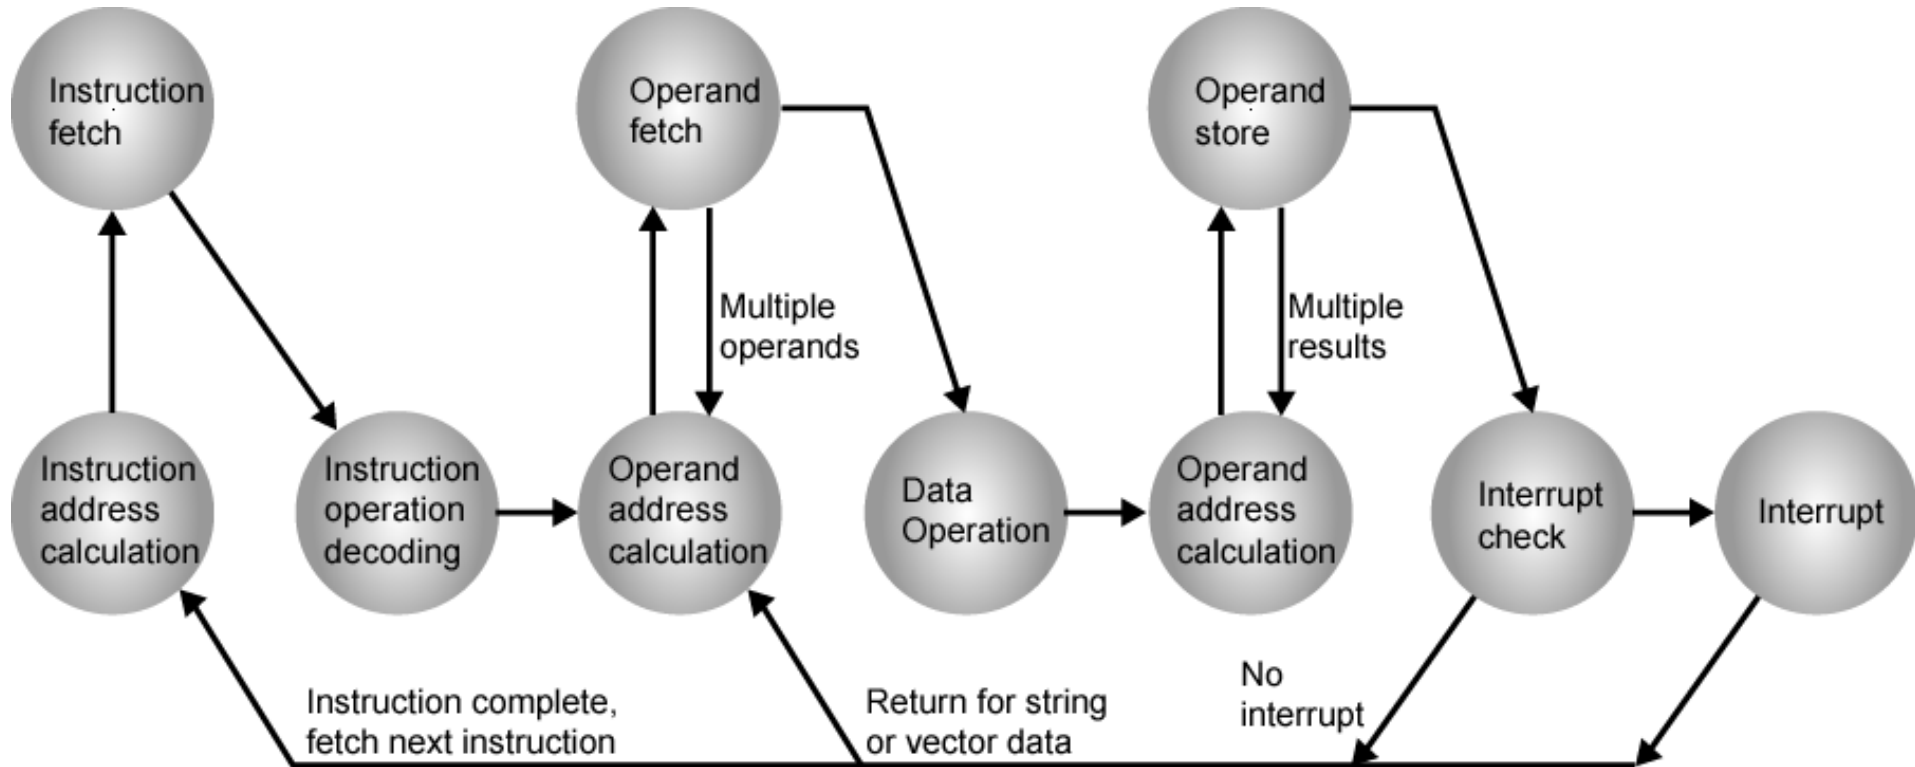 Instruction
fetch
Operand
fetch
Operand
store
Multiple
operands
Multiple
results
Instruction
address
calculation
Instruction
operation
decoding
Operand
address
calculation
Data
Operation
Operand
address
calculation
Interrupt
check
Interrupt
Instruction complete,
fetch next instruction
Return for string
or vector data
No
interrupt